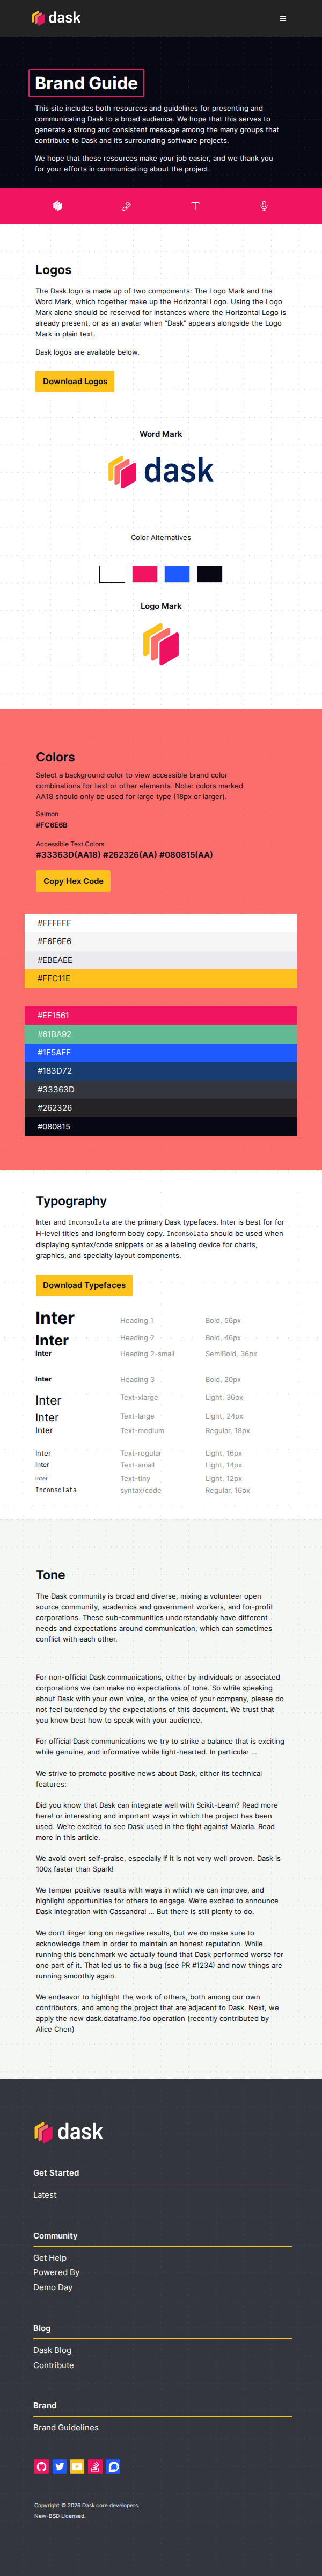 dask
Brand Guide
This site includes both resources and guidelines for presenting and
communicating Dask to a broad audience. We hope that this serves to
generate a strong and consistent message among the many groups that
contribute to Dask and it's surrounding software projects.
We hope that these resources make your job easier, and we thank you
for your efforts in communicating about the project.
Logos
The Dask logo is made up of two components: The Logo Mark and the
Word Mark, which together make up the Horizontal Logo. Using the Logo
Mark alone should be reserved for instances where the Horizontal Logo is
already present, or as an avatar when "Dask" appears alongside the Logo
Mark in plain text.
Dask logos are available below.
Download Logos
Word Mark
dask
Color Alternatives
Logo Mark
Colors
Select a background color to view accessible brand color
combinations for text or other elements. Note: colors marked
AA18 should only be used for large type (18px or larger).
Salmon
#FC6E6B
Accessible Text Colors
#33363D(AA18) #262326(AA) #080815(AA)
Copy Hex Code
#FFFFFF
#F6F6F6
#EBEAEE
#FFC11E
#EF1561
#61BA92
#1F5AFF
#183D72
#33363D
#262326
#080815
Typography
Inter and Inconsolata are the primary Dask typefaces. Inter is best for for
H-level titles and longform body copy. Inconsolata should be used when
displaying syntax/code snippets or as a labeling device for charts,
graphics, and specialty layout components.
Download Typefaces
Inter Heading 1 Bold, 56px
Inter Heading 2 Bold, 46px
Inter Heading 2-small SemiBold, 36px
Inter Heading 3 Bold, 20px
Inter Text-xlarge Light, 36px
Inter Text-large Light, 24px
Inter Text-medium Regular, 18px
Inter Text-regular Light, 16px
Inter Text-small Light, 14px
Inter Text-tiny Light, 12px
Inconsolata syntax/code Regular, 16px
Tone
The Dask community is broad and diverse, mixing a volunteer open
source community, academics and government workers, and for-profit
corporations. These sub-communities understandably have different
needs and expectations around communication, which can sometimes
conflict with each other.
For non-official Dask communications, either by individuals or associated
corporations we can make no expectations of tone. So while speaking
about Dask with your own voice, or the voice of your company, please do
not feel burdened by the expectations of this document. We trust that
you know best how to speak with your audience.
For official Dask communications we try to strike a balance that is exciting
while genuine, and informative while light-hearted. In particular ...
We strive to promote positive news about Dask, either its technical
features:
Did you know that Dask can integrate well with Scikit-Learn? Read more
here! or interesting and important ways in which the project has been
used. We're excited to see Dask used in the fight against Malaria. Read
more in this article.
We avoid overt self-praise, especially if it is not very well proven. Dask is
100x faster than Spark!
We temper positive results with ways in which we can improve, and
highlight opportunities for others to engage. We're excited to announce
Dask integration with Cassandra! ... But there is still plenty to do.
We don't linger long on negative results, but we do make sure to
acknowledge them in order to maintain an honest reputation. While
running this benchmark we actually found that Dask performed worse for
one part of it. That led us to fix a bug (see PR #1234) and now things are
running smoothly again.
We endeavor to highlight the work of others, both among our own
contributors, and among the project that are adjacent to Dask. Next, we
apply the new dask.dataframe.foo operation (recently contributed by
Alice Chen)
dask
Get Started
Latest
Community
Get Help
Powered By
Demo Day
Blog
Dask Blog
Contribute
Brand
Brand Guidelines
Copyright © 2026 Dask core developers.
New-BSD Licensed.